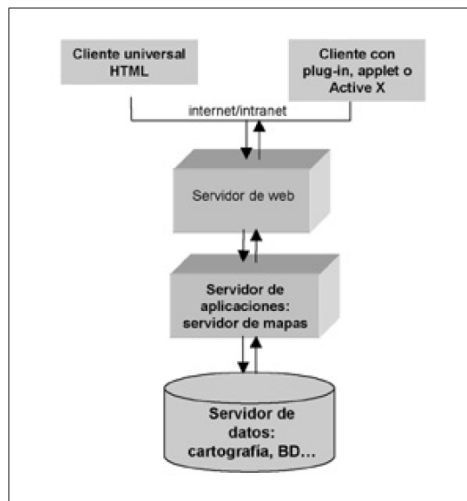 Cliente universal
HTML
Cliente con
plug-in, applet o
Active X
internet/intranet
Servidor de web
Servidor de
aplicaciones:
servidor de mapas
Servidor de
datos:
cartografía, BD...